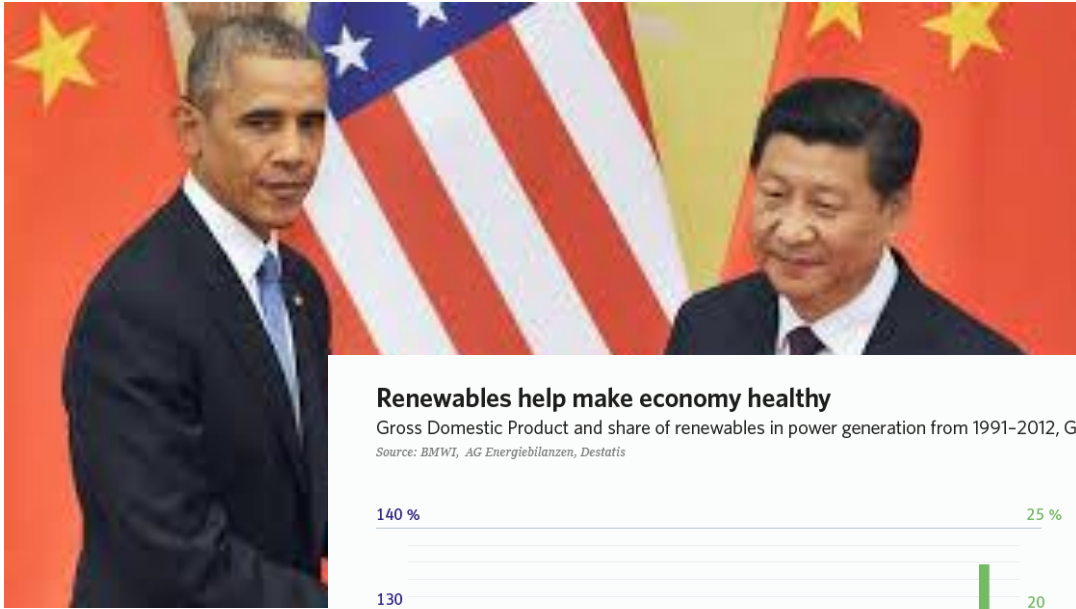 Renewables help make economy healthy
Gross Domestic Product and share of renewables in power generation from 1991–2012, G
Source: BMWI, AG Energiebilanzen, Destatis
140 % 25 %
130 20